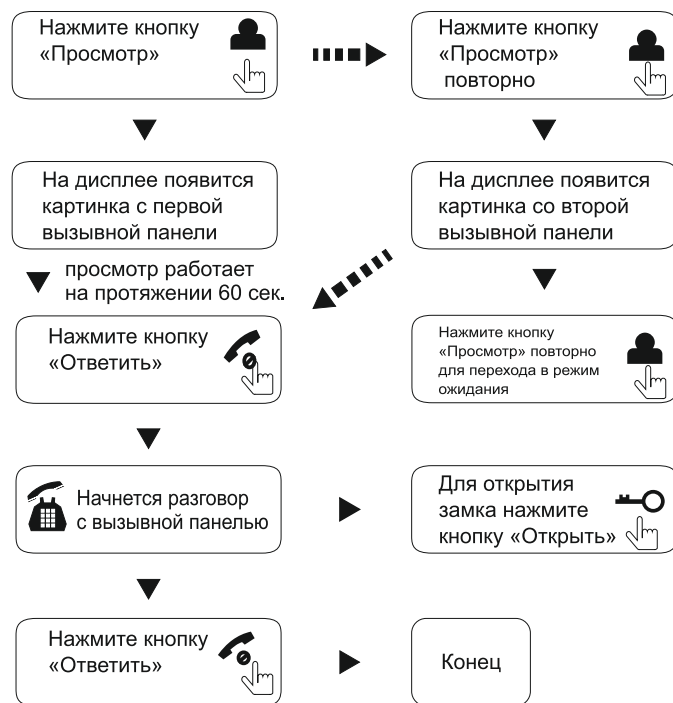 Нажмите кнопку
«Просмотр»
Нажмите кнопку
«Просмотр»
повторно
На дисплее появится
картинка с первой
вызывной панели
На дисплее появится
картинка со второй
вызывной панели
просмотр работает
на протяжении 60 сек.
Нажмите кнопку
«Ответить»
Нажмите кнопку
«Просмотр» повторно
для перехода в режим
ожидания
Начнется разговор
с вызывной панелью
Для открытия
замка нажмите
кнопку «Открыть»
Нажмите кнопку
«Ответить»
Конец